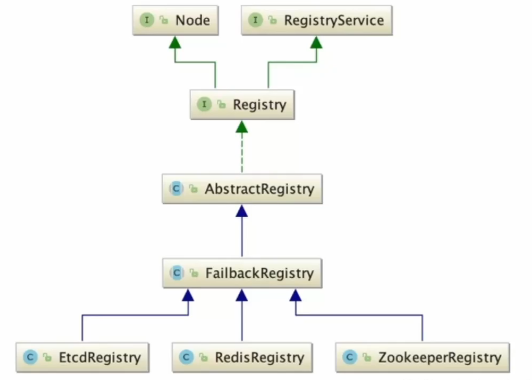 I Node
I RegistryService
I Registry
C AbstractRegistry
C FailbackRegistry
C EtcdRegistry
C RedisRegistry
C ZookeeperRegistry